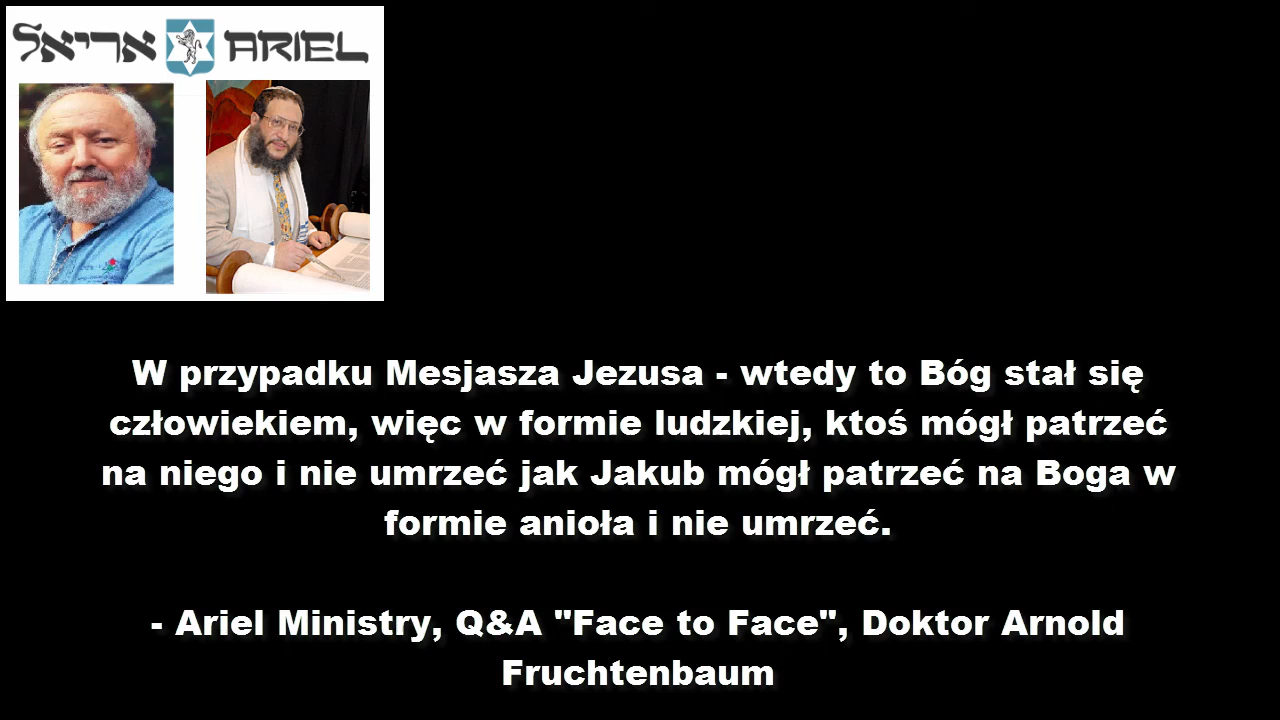 אריאל ARIEL
W przypadku Mesjasza Jezusa - wtedy to Bóg stał się
człowiekiem, więc w formie ludzkiej, ktoś mógł patrzeć
na niego i nie umrzeć jak Jakub mógł patrzeć na Boga w
formie anioła i nie umrzeć.
- Ariel Ministry, Q&A "Face to Face", Doktor Arnold
Fruchtenbaum